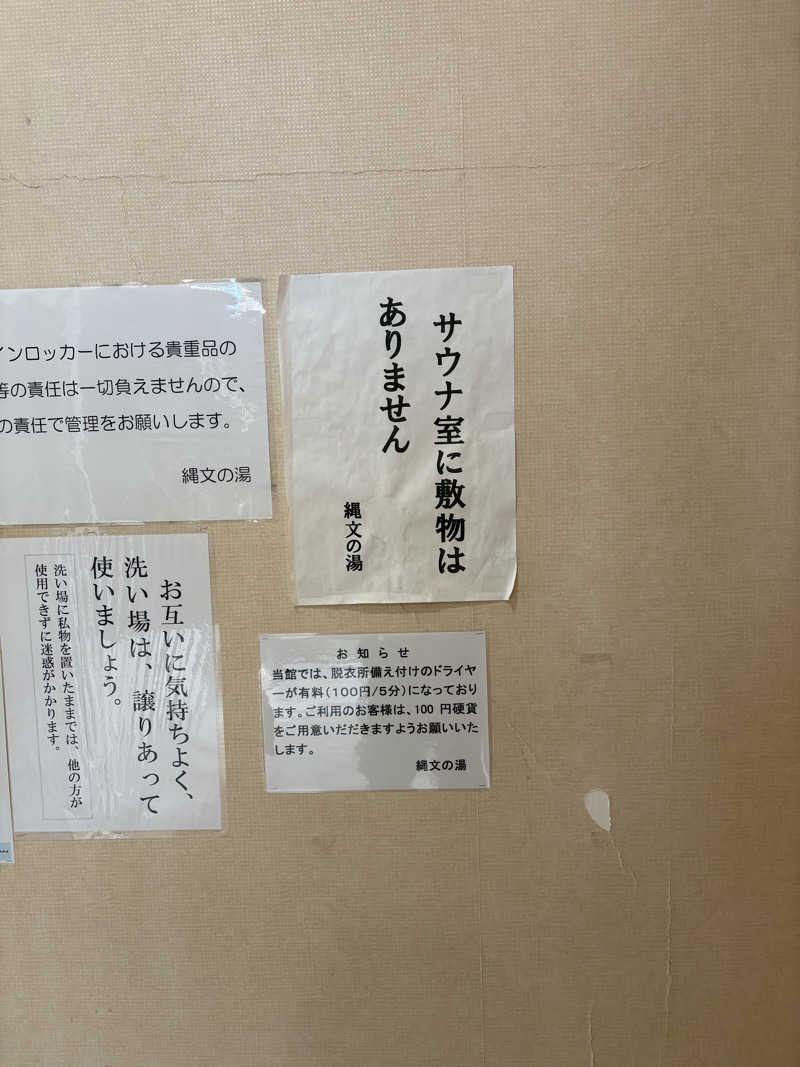 インロッカーにおける貴重品の
等の責任は一切負えませんので、
の責任で管理をお願いします。
縄文の湯
サウナ室に敷物は
ありません
縄文の湯
お互いに気持ちよく、
洗い場は、譲りあって
使いましょう。
洗い場に私物を置いたままでは、他の方が
使用できずに迷惑がかかります。
お知らせ
当館では、脱衣所備え付けのドライヤ
ーが有料(100円/5分)になっており
ます。ご利用のお客様は、100 円硬貨
をご用意いだだきますようお願いいた
します。
縄文の湯